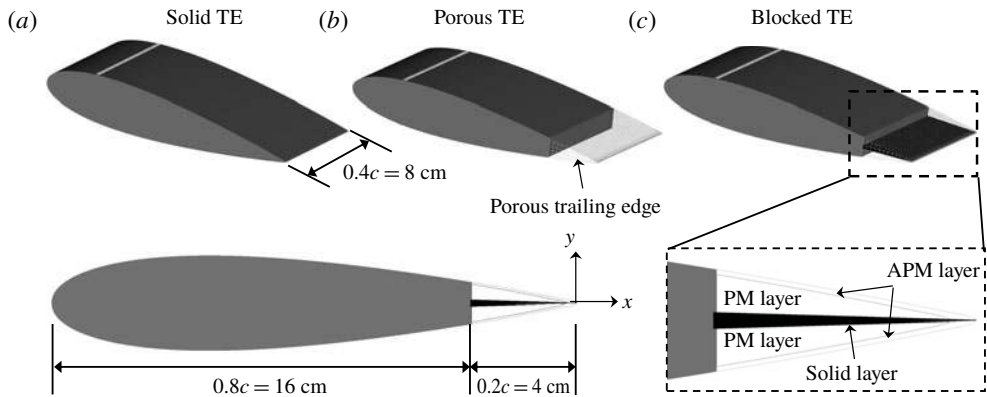 (a) Solid TE (b) Porous TE (c) Blocked TE
0.4c = 8 cm
Porous trailing edge
y
x
APM layer
PM layer
PM layer
Solid layer
0.8c = 16 cm
0.2c = 4 cm